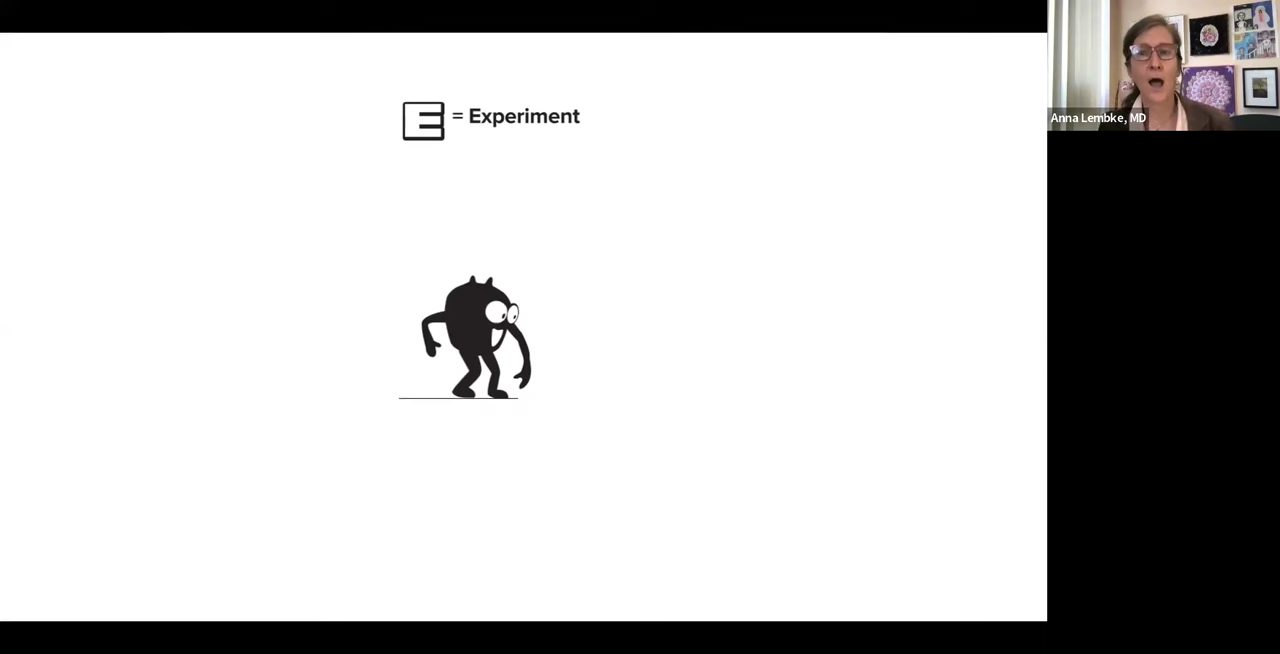 E = Experiment
Anna Lembke, MD